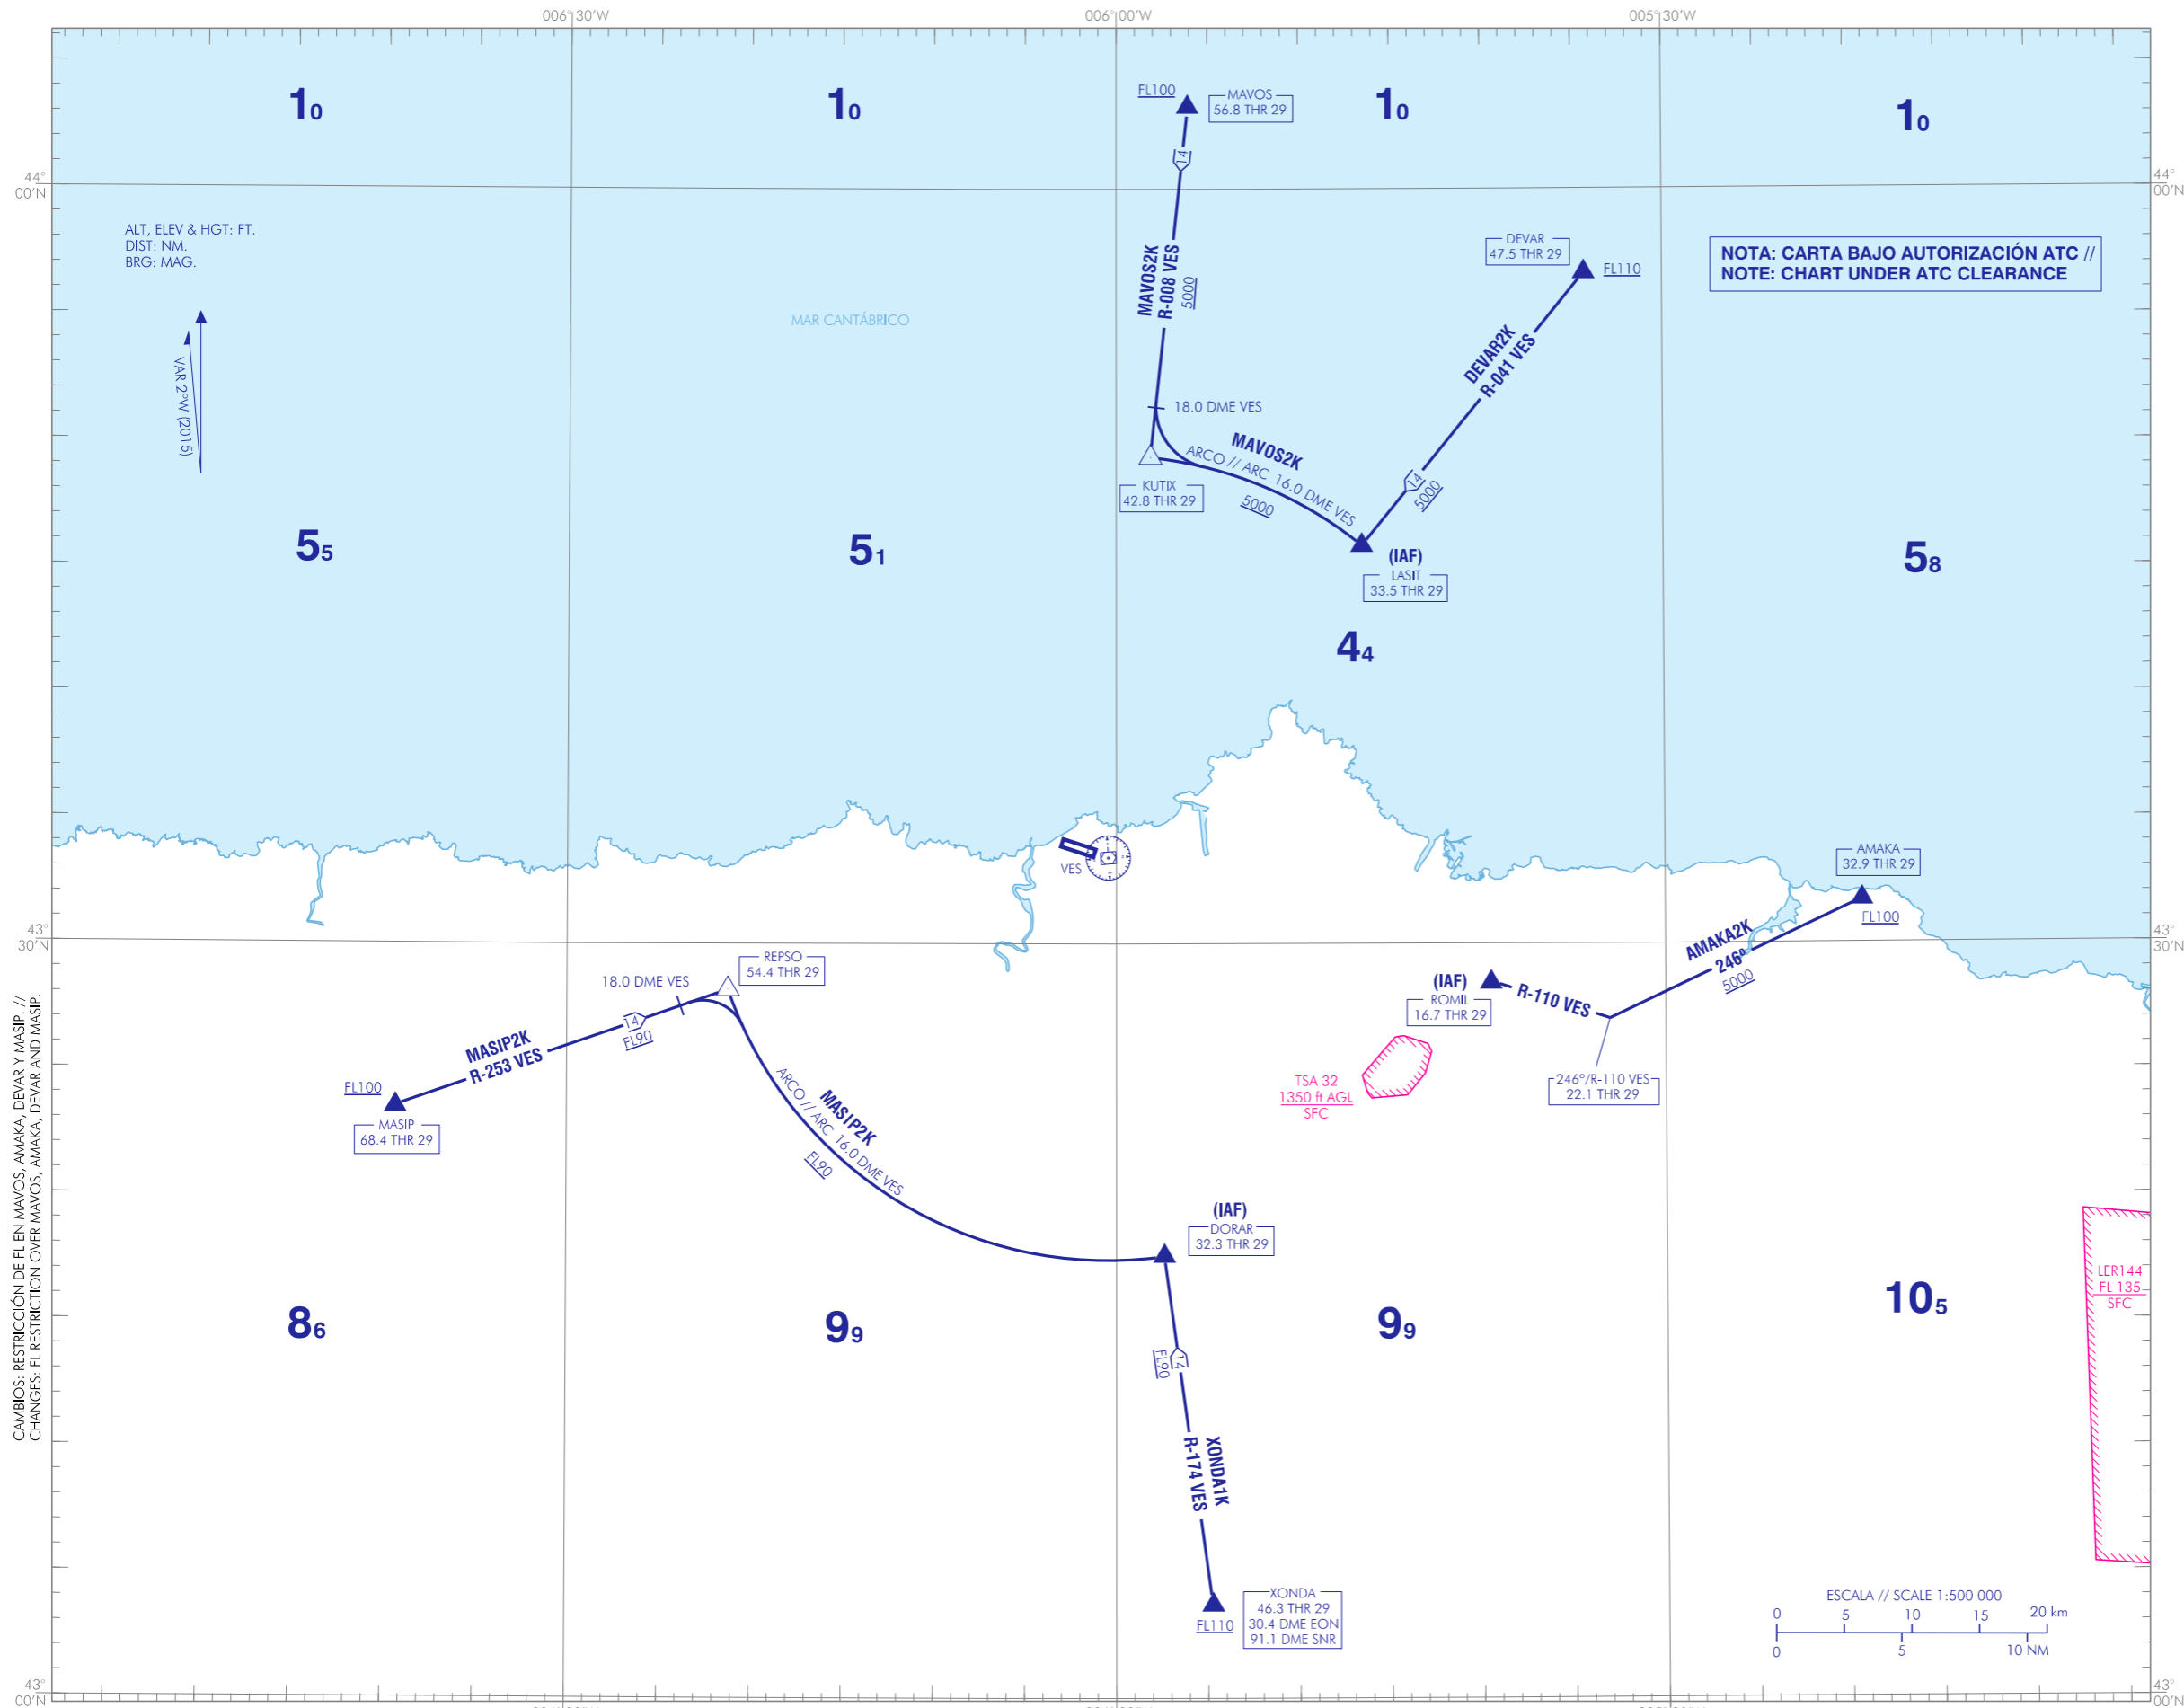 006°30'W
006°00'W
005°30'W
1₀
1₀
1₀
1₀
FL100
MAVOS
56.8 THR 29
14
44°
00'N
44°
00'N
ALT, ELEV & HGT: FT.
DIST: NM.
BRG: MAG.
VAR 2°W (2015)
MAR CANTÁBRICO
MAVOS2K
R-008 VES
5000
DEVAR
47.5 THR 29
FL110
NOTA: CARTA BAJO AUTORIZACIÓN ATC //
NOTE: CHART UNDER ATC CLEARANCE
DEVAR2K
R-041 VES
14
5000
18.0 DME VES
MAVOS2K
ARCO // ARC 16.0 DME VES
5000
KUTIX
42.8 THR 29
(IAF)
LASIT
33.5 THR 29
5₅
5₁
5₈
4₄
VES
AMAKA
32.9 THR 29
FL100
43°
30'N
43°
30'N
AMAKA2K
246º
5000
REPSO
54.4 THR 29
18.0 DME VES
(IAF)
ROMIL
16.7 THR 29
R-110 VES
14
FL90
MASIP2K
R-253 VES
FL100
MASIP
68.4 THR 29
MASIP2K
ARCO // ARC 16.0 DME VES
FL90
TSA 32
1350 ft AGL
SFC
246º/R-110 VES
22.1 THR 29
(IAF)
DORAR
32.3 THR 29
8₆
9₉
9₉
10₅
LER144
FL 135
SFC
14
FL90
XONDA1K
R-174 VES
FL110
XONDA
46.3 THR 29
30.4 DME EON
91.1 DME SNR
ESCALA // SCALE 1:500 000
0 5 10 15 20 km
0 5 10 NM
43°
00'N
43°
00'N
CAMBIOS: RESTRICCIÓN DE FL EN MAVOS, AMAKA, DEVAR Y MASIP. //
CHANGES: FL RESTRICTION OVER MAVOS, AMAKA, DEVAR AND MASIP.